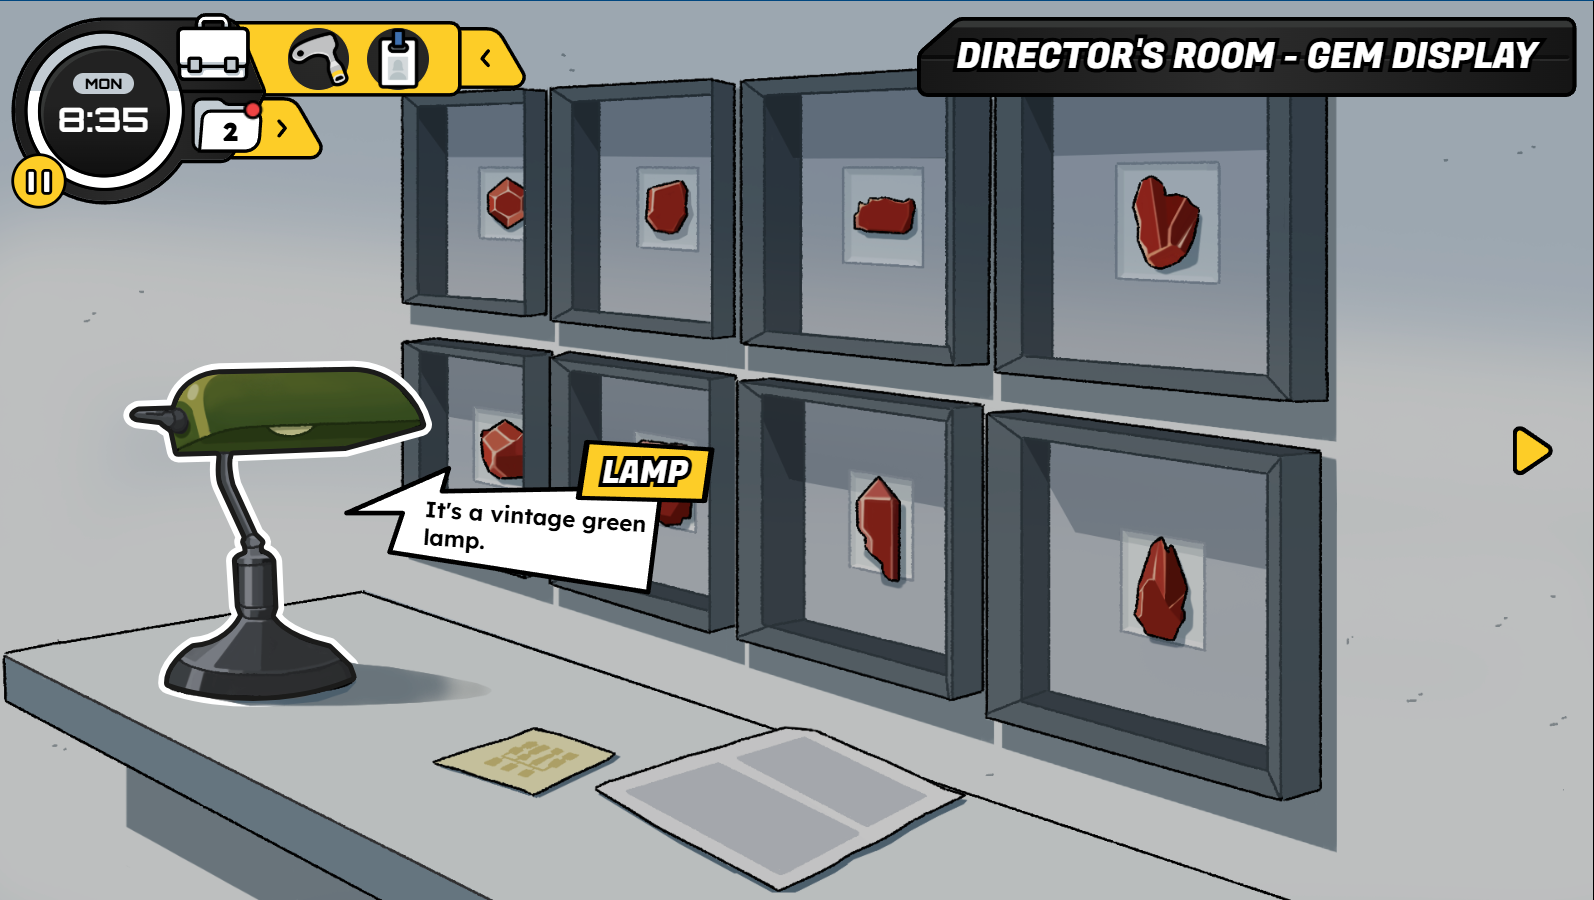 MON
8:35
2
DIRECTOR'S ROOM - GEM DISPLAY
LAMP
It's a vintage green
lamp.